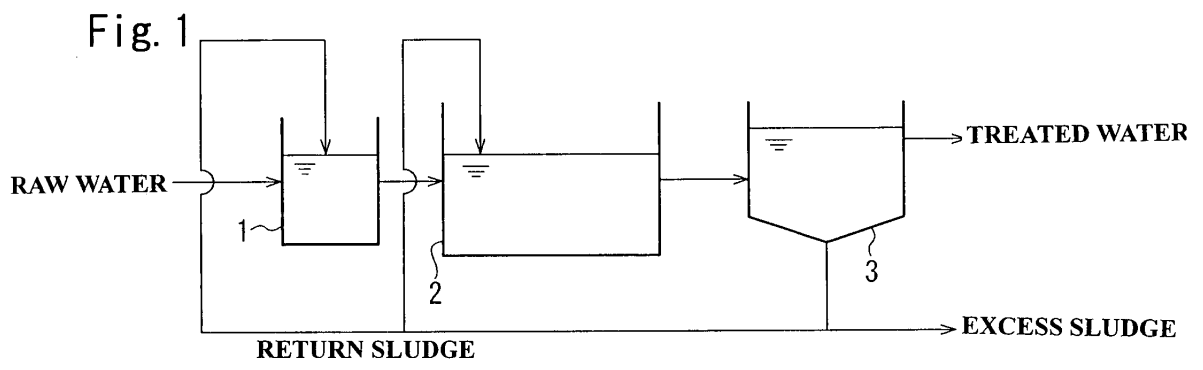 Fig. 1
TREATED WATER
RAW WATER
1
2
3
EXCESS SLUDGE
RETURN SLUDGE